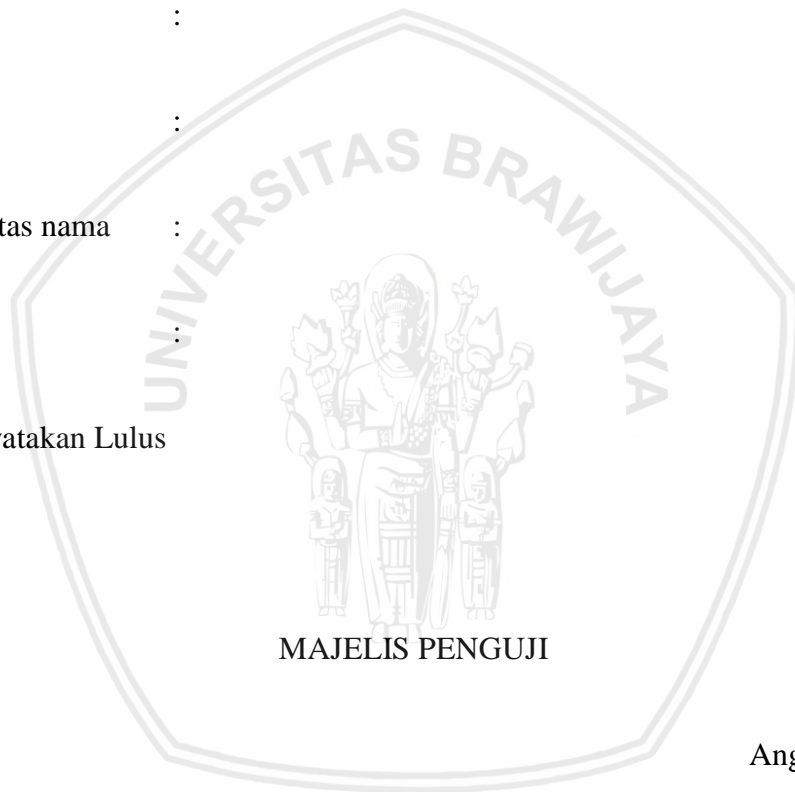 :
:
tas nama :
:
yatakan Lulus
UNIVERSITAS BRAWIJAYA
MAJELIS PENGUJI
Ang